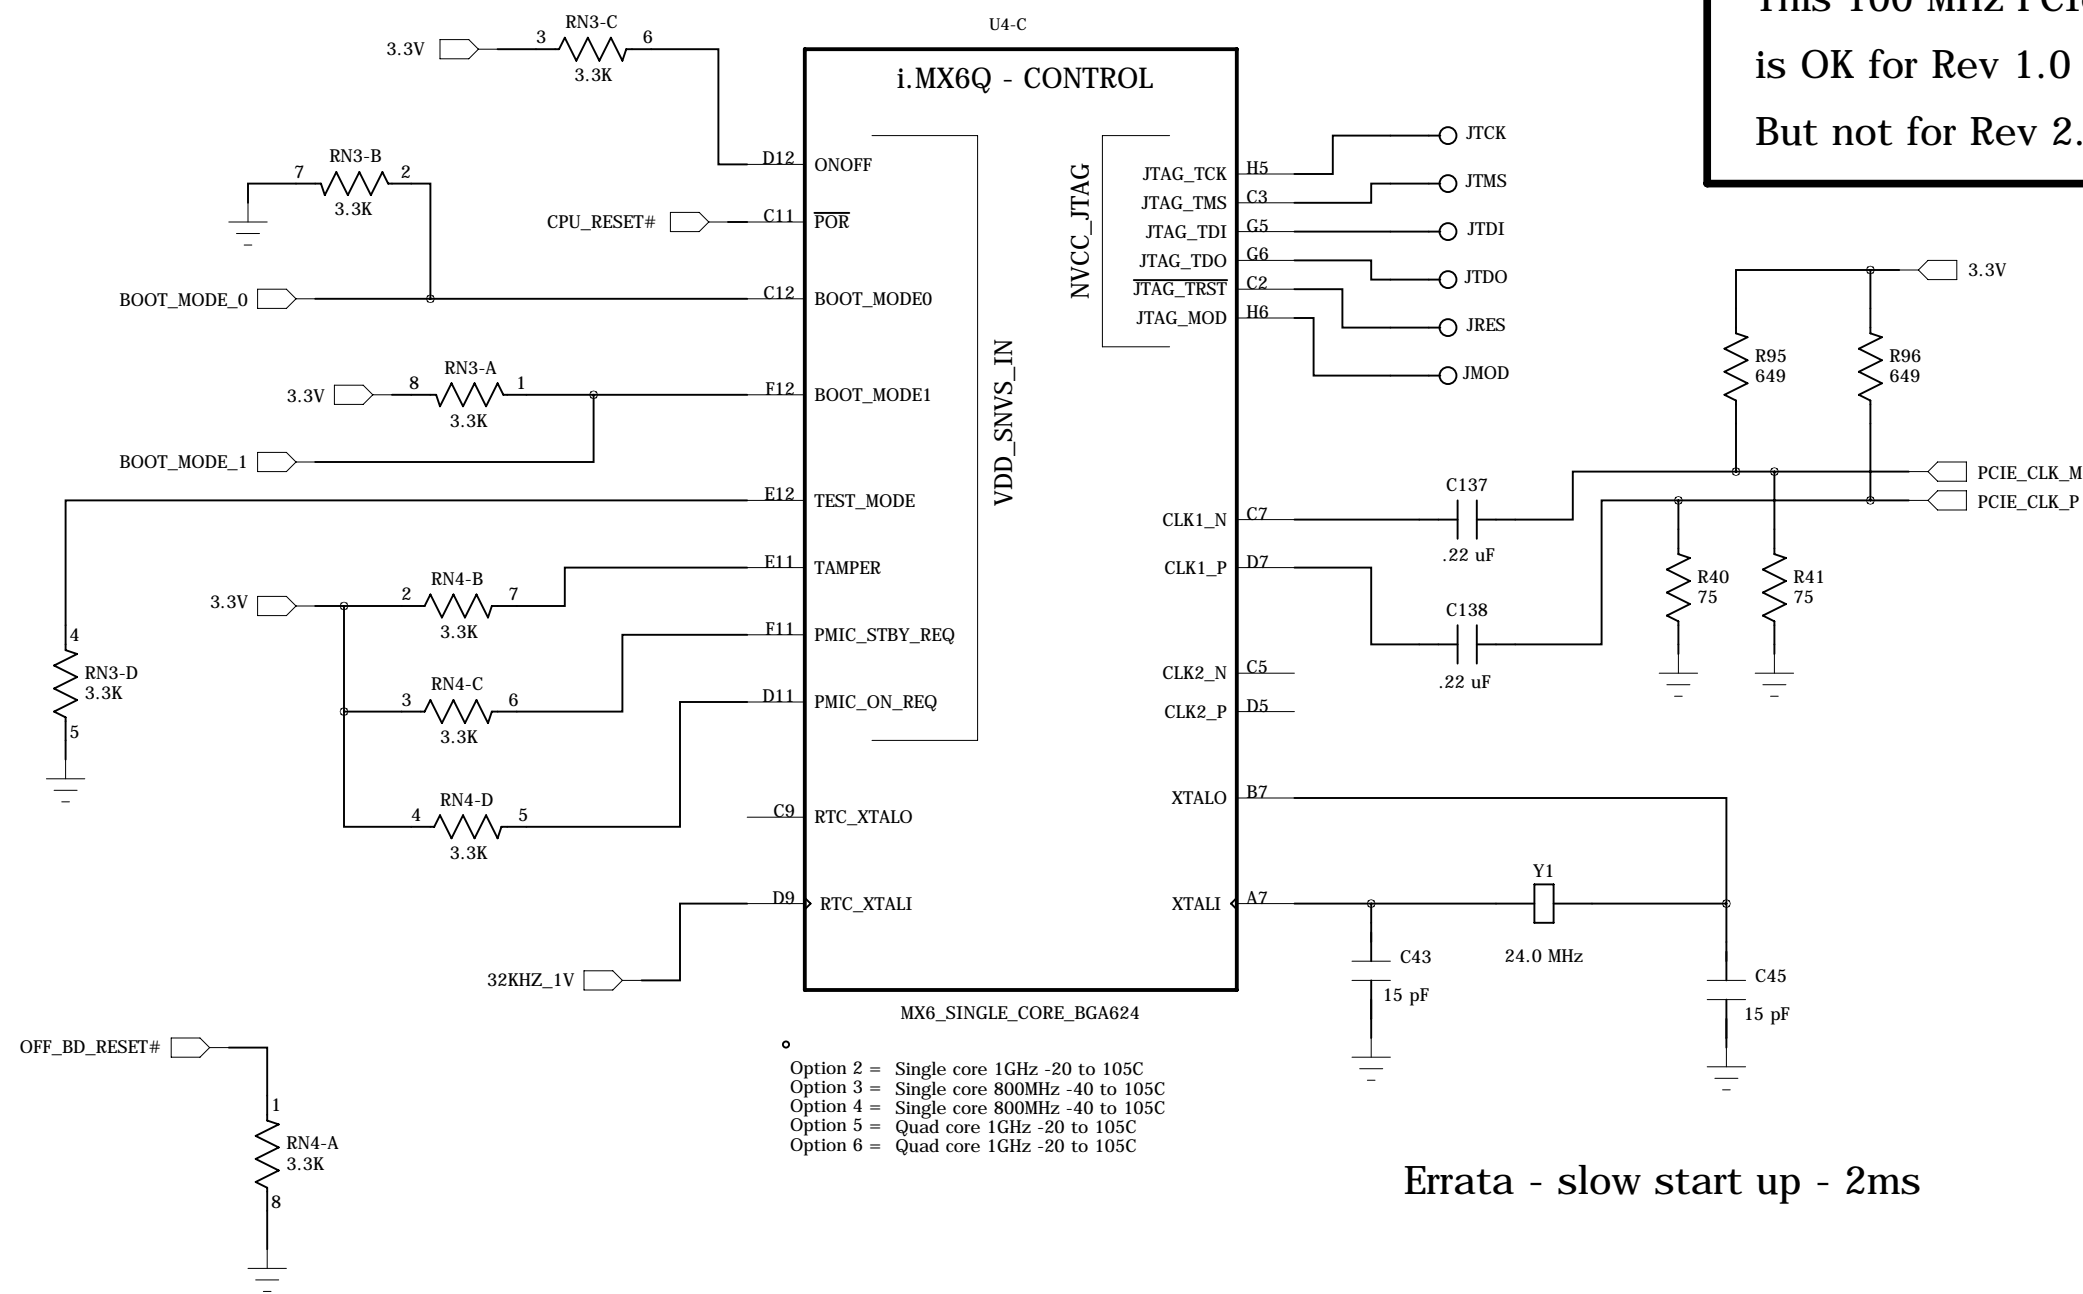 This 100 MHz PCIe
is OK for Rev 1.0
But not for Rev 2.
U4-C
i.MX6Q - CONTROL
RN3-C
3.3V
3
6
3.3K
RN3-B
7
2
3.3K
D12
ONOFF
CPU_RESET#
C11
POR
BOOT_MODE_0
C12
BOOT_MODE0
RN3-A
3.3V
8
1
3.3K
F12
BOOT_MODE1
BOOT_MODE_1
E12
TEST_MODE
E11
TAMPER
RN4-B
3.3V
2
7
3.3K
F11
PMIC_STBY_REQ
RN4-C
3
6
3.3K
D11
PMIC_ON_REQ
4
RN3-D
3.3K
5
RN4-D
4
5
3.3K
C9
RTC_XTALO
D9
RTC_XTALI
32KHZ_1V
VDD_SNVS_IN
NVCC_JTAG
JTAG_TCK
H5
JTCK
JTAG_TMS
C3
JTMS
JTAG_TDI
G5
JTDI
JTAG_TDO
G6
JTDO
JTAG_TRST
C2
JRES
JTAG_MOD
H6
JMOD
3.3V
R95
649
R96
649
PCIE_CLK_M
PCIE_CLK_P
CLK1_N
C7
C137
.22 uF
CLK1_P
D7
C138
.22 uF
R40
75
R41
75
CLK2_N
C5
CLK2_P
D5
XTALO
B7
XTALI
A7
Y1
24.0 MHz
C43
15 pF
C45
15 pF
MX6_SINGLE_CORE_BGA624
OFF_BD_RESET#
1
RN4-A
3.3K
8
Option 2 = Single core 1GHz -20 to 105C
Option 3 = Single core 800MHz -40 to 105C
Option 4 = Single core 800MHz -40 to 105C
Option 5 = Quad core 1GHz -20 to 105C
Option 6 = Quad core 1GHz -20 to 105C
Errata - slow start up - 2ms